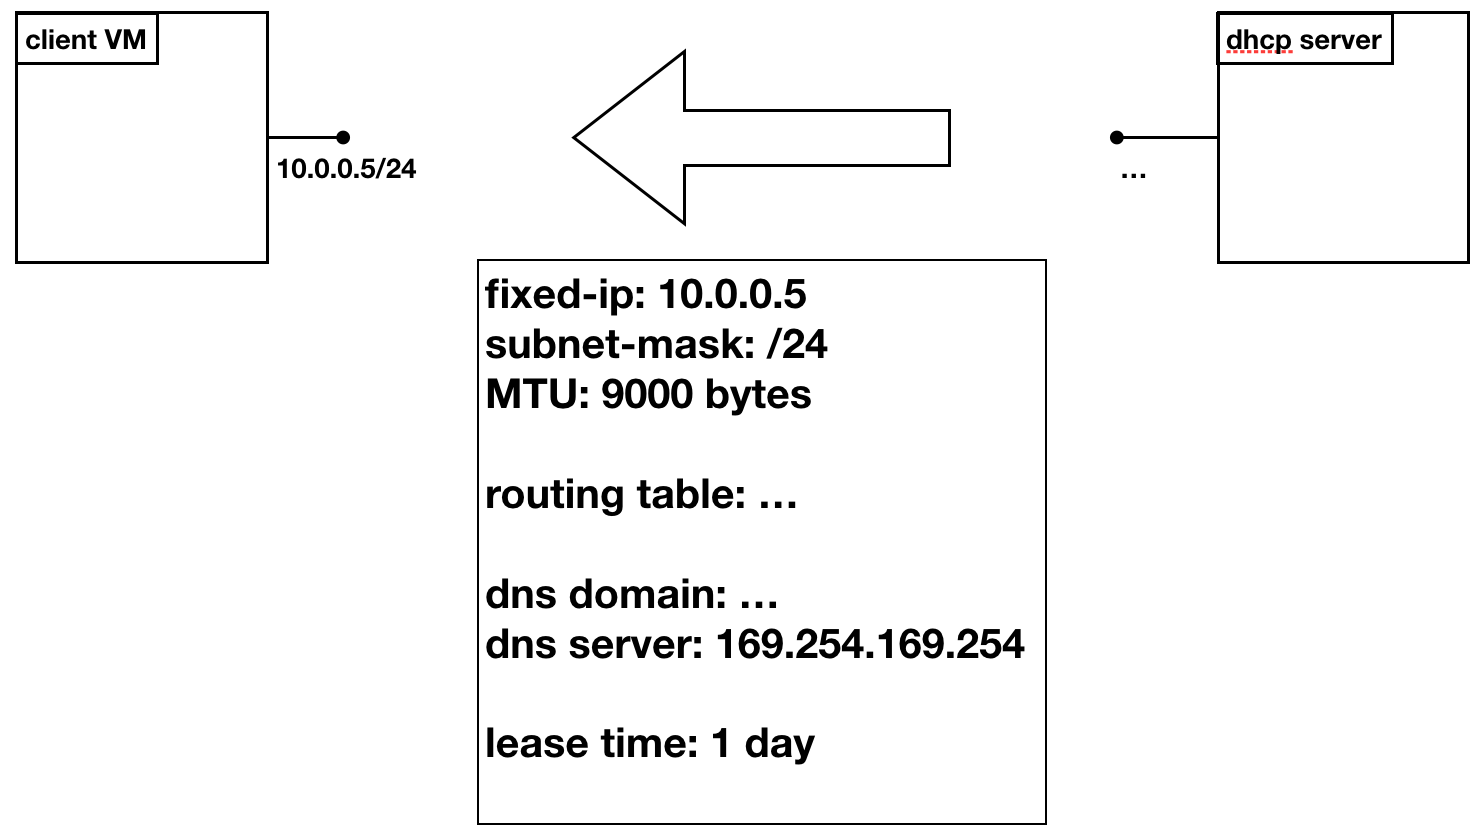 client VM
dhcp server
10.0.0.5/24
...
fixed-ip: 10.0.0.5
subnet-mask: /24
MTU: 9000 bytes
routing table: ...
dns domain: ...
dns server: 169.254.169.254
lease time: 1 day